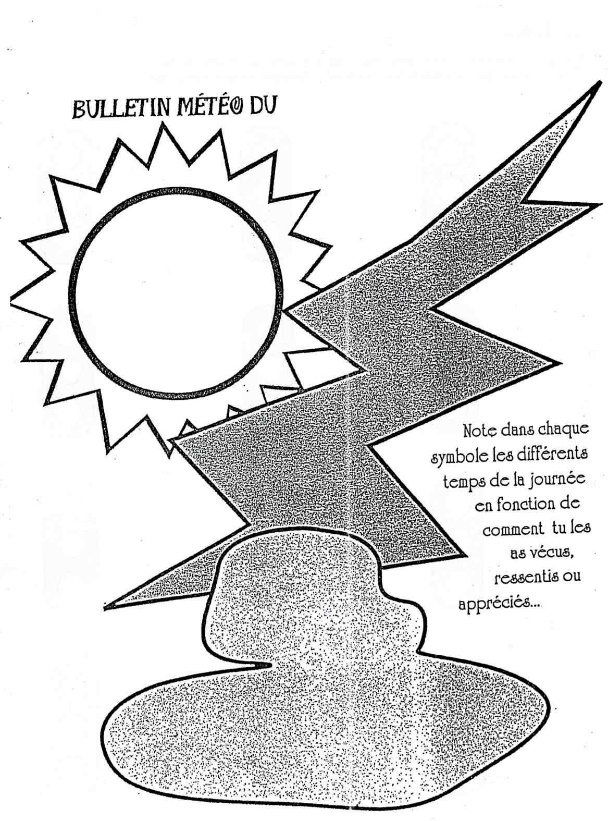 BULLETIN MÉTÉO DU
Note dans chaque
symbole les différents
temps de la journée
en fonction de
comment tu les
as vécus,
ressentis ou
appréciés...